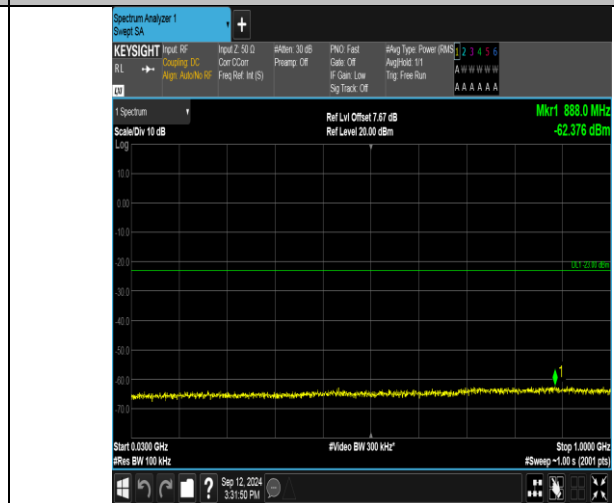 Spectrum Analyzer 1
Swept SA
+
KEYSIGHT Input: RF Input Z: 50 Ω #Atten: 30 dB PNO: Fast #Avg Type: Power (RMS 1 2 3 4 5 6
RL Coupling: DC Corr CCorr Preamp: Off Gate: Off Avg|Hold: 1/1 A W W W W W
Align: Auto/No RF Freq Ref: Int (S) IF Gain: Low Trig: Free Run
Sig Track: Off A A A A A A
LXI
1 Spectrum
Ref Lvl Offset 7.67 dB Mkr1 888.0 MHz
Scale/Div 10 dB Ref Level 20.00 dBm -62.376 dBm
Log
10.0
0.00
-10.0
-20.0
DL1 -23.00 dBm
-30.0
-40.0
-50.0
1
-60.0
-70.0
Start 0.0300 GHz #Video BW 300 kHz* Stop 1.0000 GHz
#Res BW 100 kHz #Sweep ~1.00 s (2001 pts)
? Sep 12, 2024
3:31:50 PM